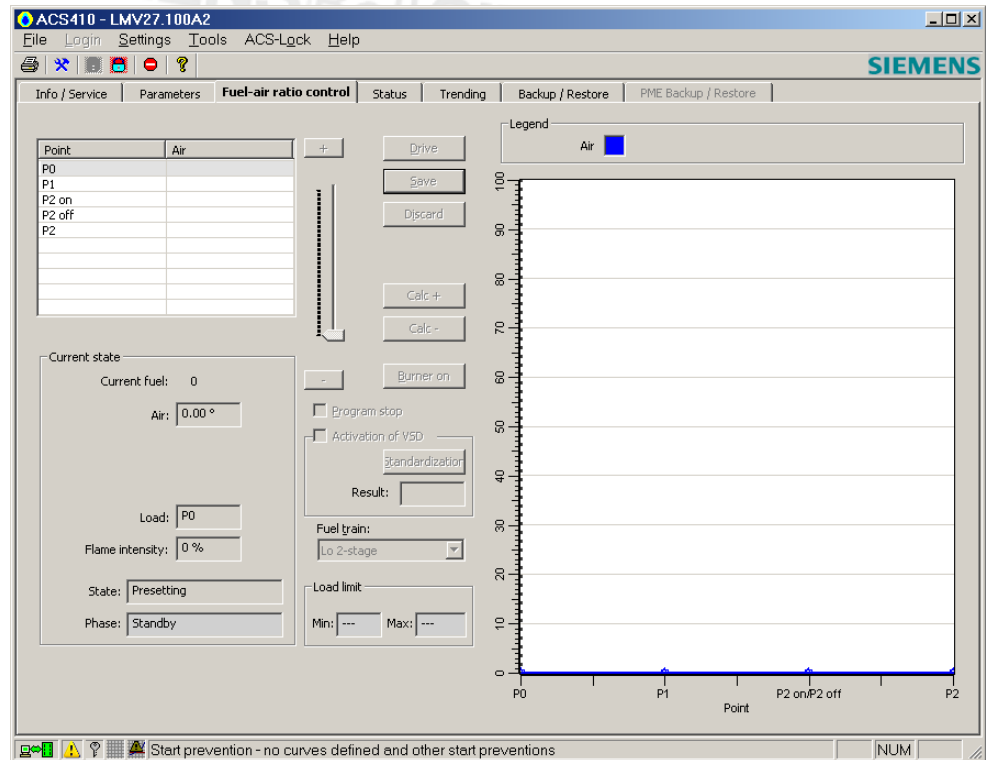 ACS410 - LMV27.100A2
File Login Settings Tools ACS-Lock Help
SIEMENS
Info / Service Parameters Fuel-air ratio control Status Trending Backup / Restore PME Backup / Restore
Point Air
P0
P1
P2 on
P2 off
P2
+
Drive
Save
Discard
Calc +
Calc -
-
Burner on
Program stop
Activation of VSD
Standardization
Result:
Fuel train:
Lo 2-stage
Load limit
Min: --- Max: ---
Current state
Current fuel: 0
Air: 0.00 °
Load: P0
Flame intensity: 0 %
State: Presetting
Phase: Standby
Legend
Air
100
90
80
70
60
50
40
30
20
10
0
P0 P1 P2 on/P2 off P2
Point
Start prevention - no curves defined and other start preventions
NUM